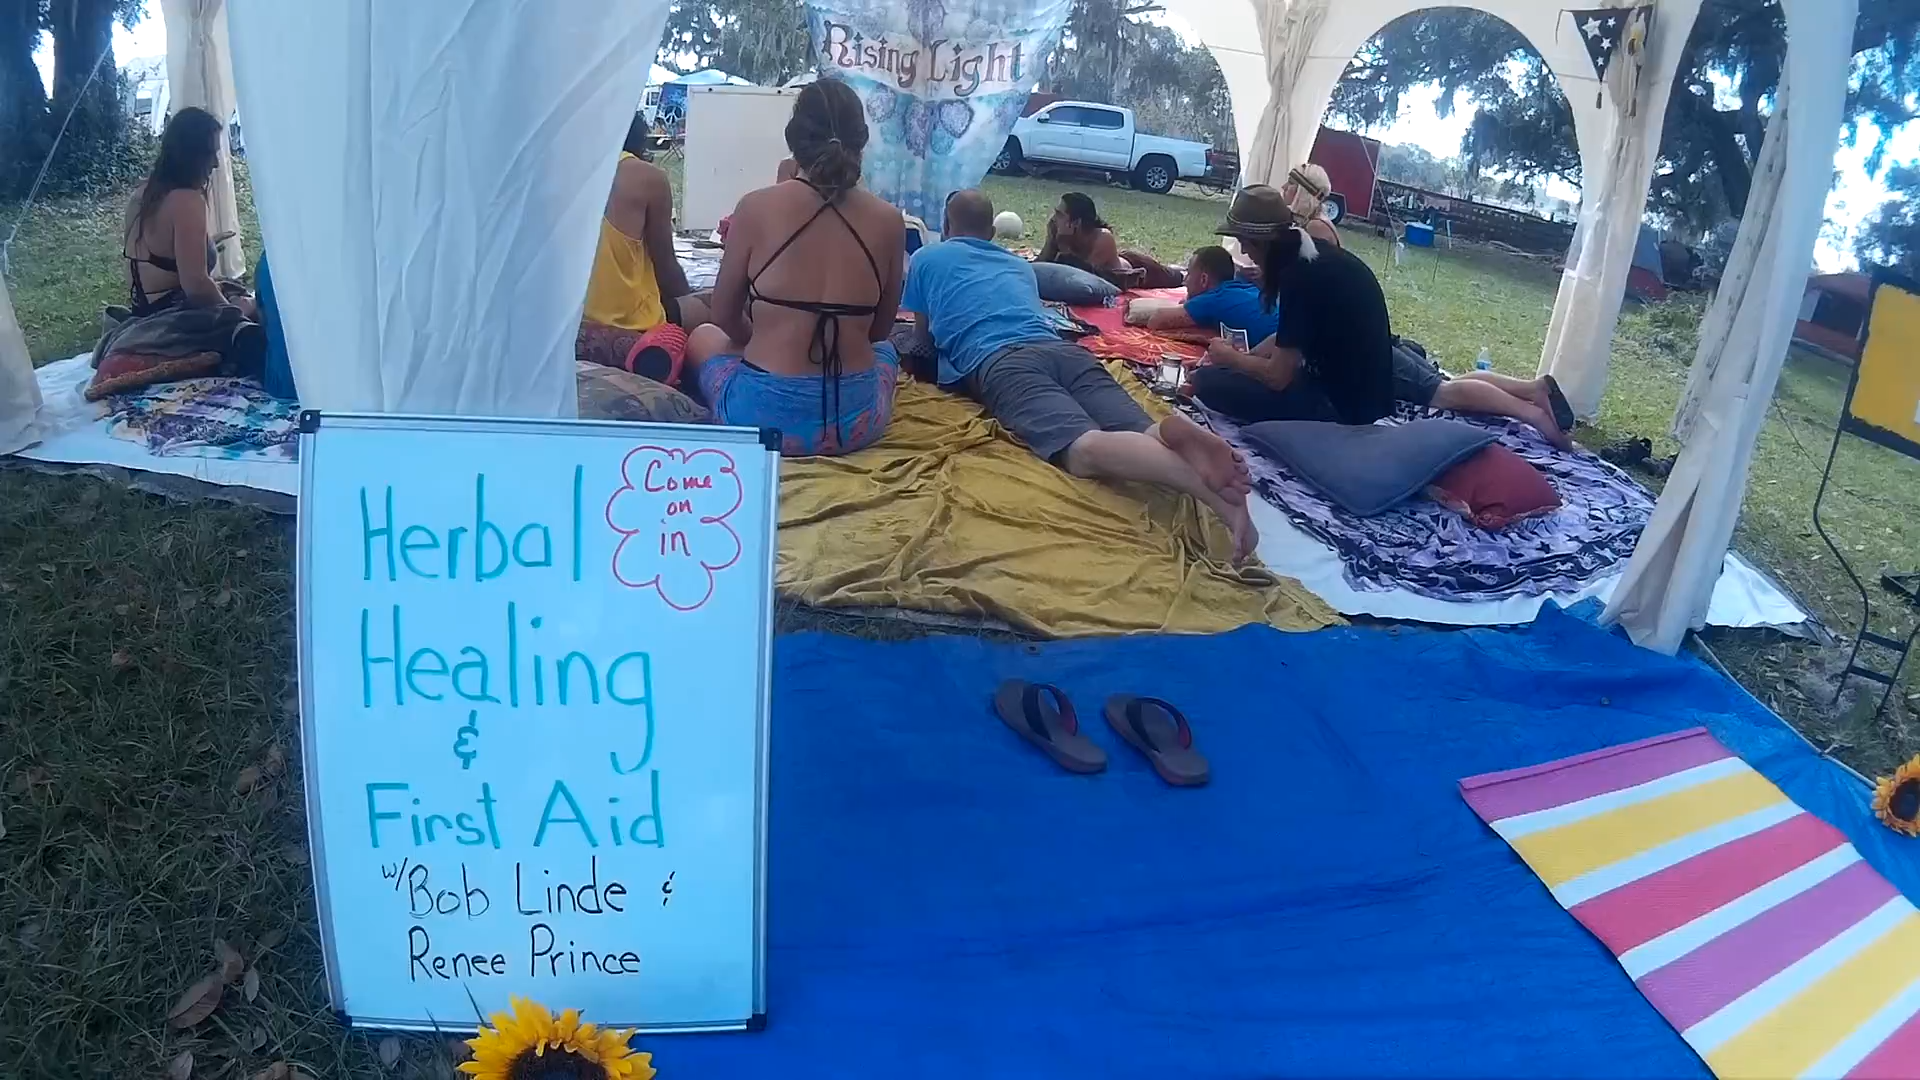 Rising Light
Come
on
in
Herbal
Healing
&
First Aid
w/ Bob Linde &
Renee Prince